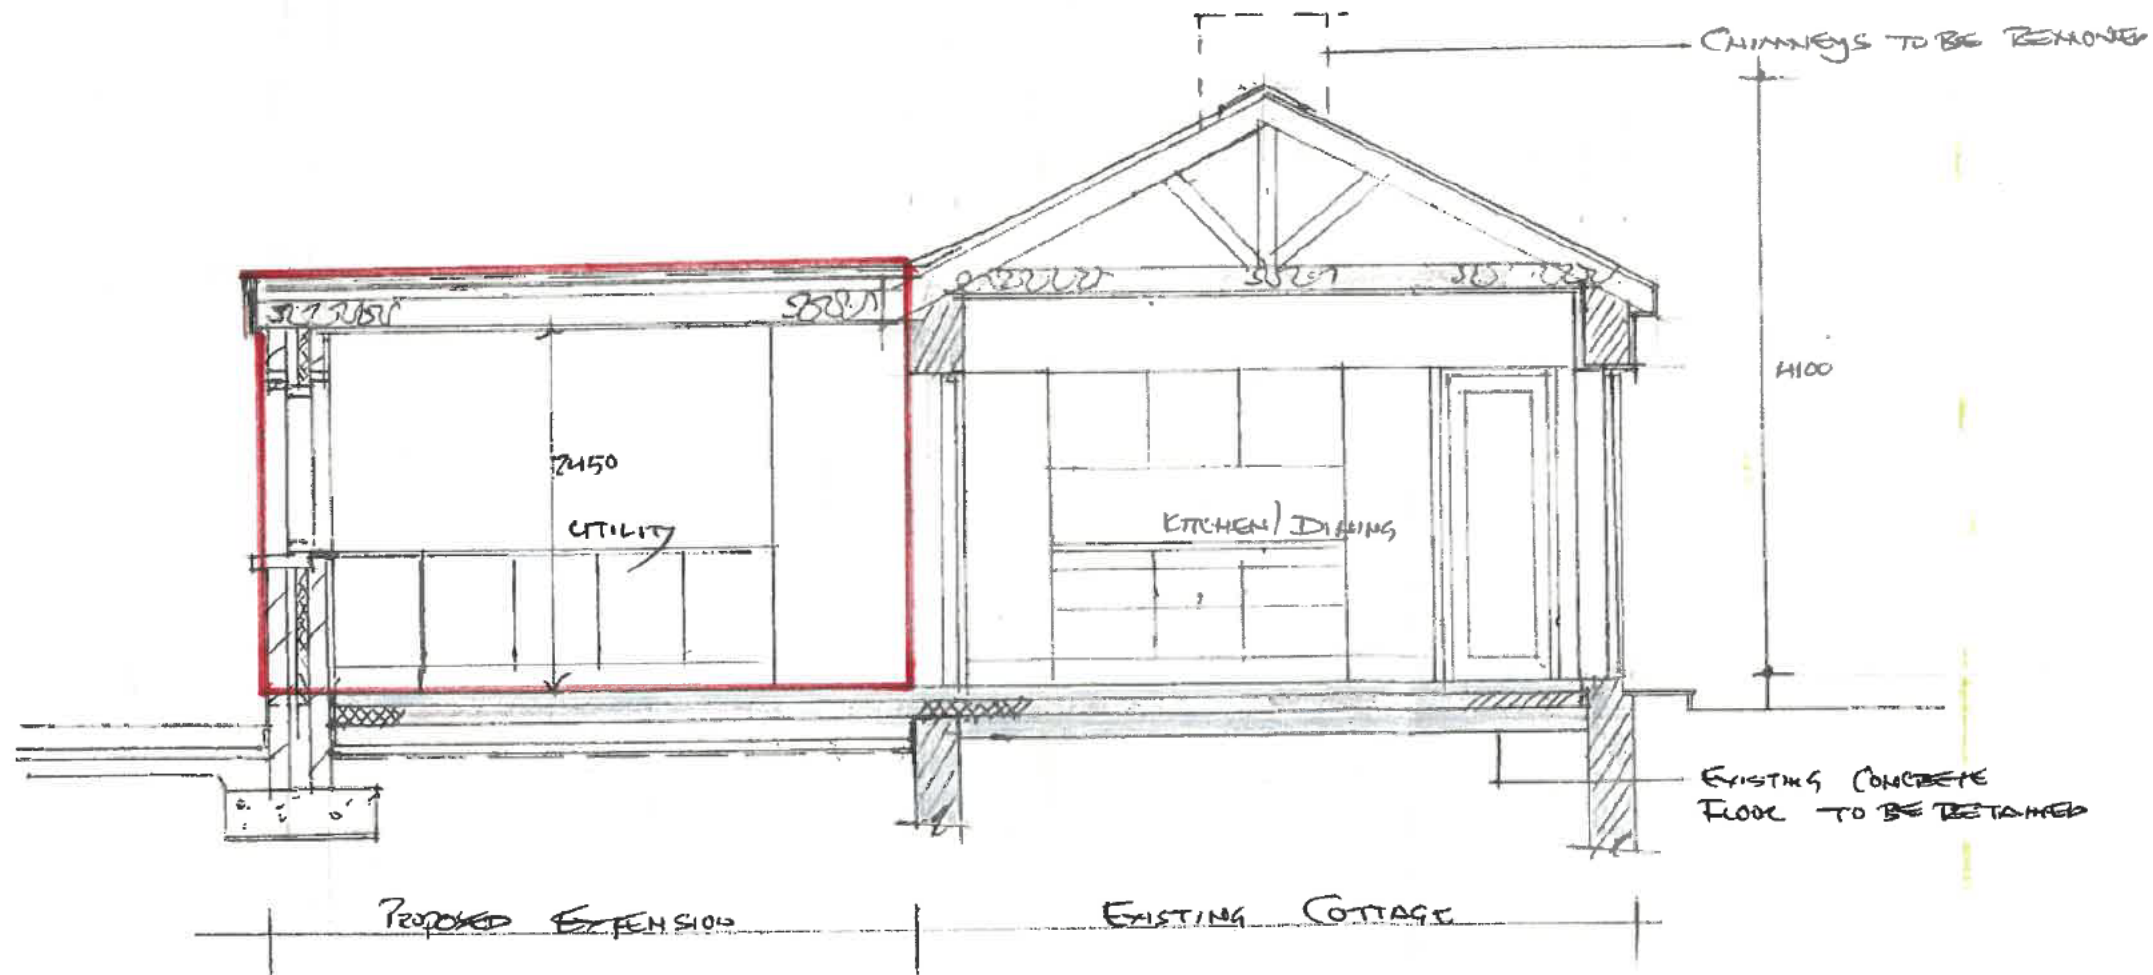 CHIMNEYS TO BE REMOVED
4100
2450
UTILITY
KITCHEN/DINING
EXISTING CONCRETE
FLOOR TO BE RETAINED
PROPOSED EXTENSION
EXISTING COTTAGE